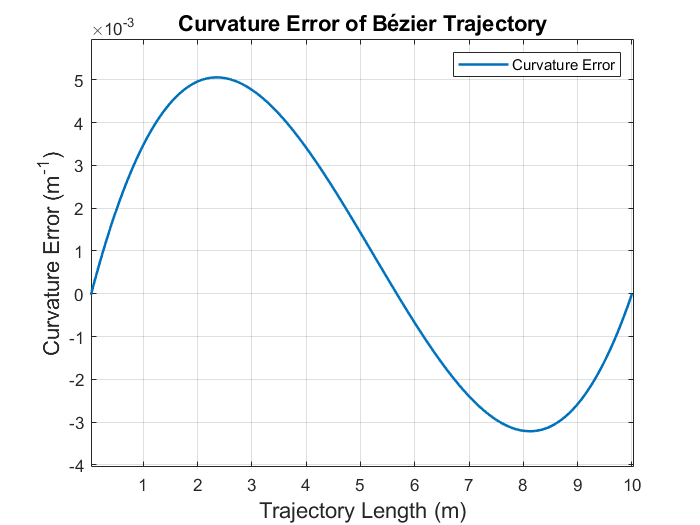 Curvature Error of Bézier Trajectory
×10⁻³
Curvature Error
5
4
3
2
1
0
-1
-2
-3
-4
Curvature Error (m⁻¹)
1 2 3 4 5 6 7 8 9 10
Trajectory Length (m)